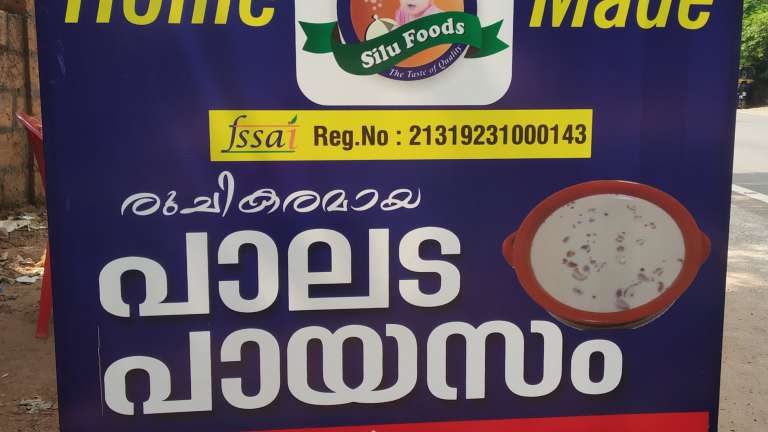 Home Made
Silu Foods
The Taste of Quality
fssai Reg.No : 21319231000143
രുചികരമായ
പാലട
പായസം